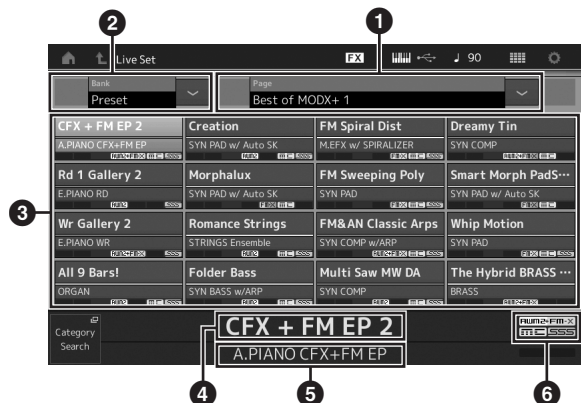 2
1
Live Set
FX
90
Bank
Preset
Page
Best of MODX+ 1
CFX + FM EP 2
Creation
FM Spiral Dist
Dreamy Tin
A.PIANO CFX+FM EP
SYN PAD w/ Auto SK
M.EFX w/ SPIRALIZER
SYN COMP
Rd 1 Gallery 2
Morphalux
FM Sweeping Poly
Smart Morph PadS…
E.PIANO RD
SYN PAD w/ Auto SK
SYN PAD
SYN PAD w/ Auto SK
3
Wr Gallery 2
Romance Strings
FM&AN Classic Arps
Whip Motion
E.PIANO WR
STRINGS Ensemble
SYN COMP w/ARP
SYN PAD
All 9 Bars!
Folder Bass
Multi Saw MW DA
The Hybrid BRASS …
ORGAN
SYN BASS w/ARP
SYN COMP
BRASS
Category
Search
CFX + FM EP 2
A.PIANO CFX+FM EP
AWM2+FM-X
MC SSS
4
5
6